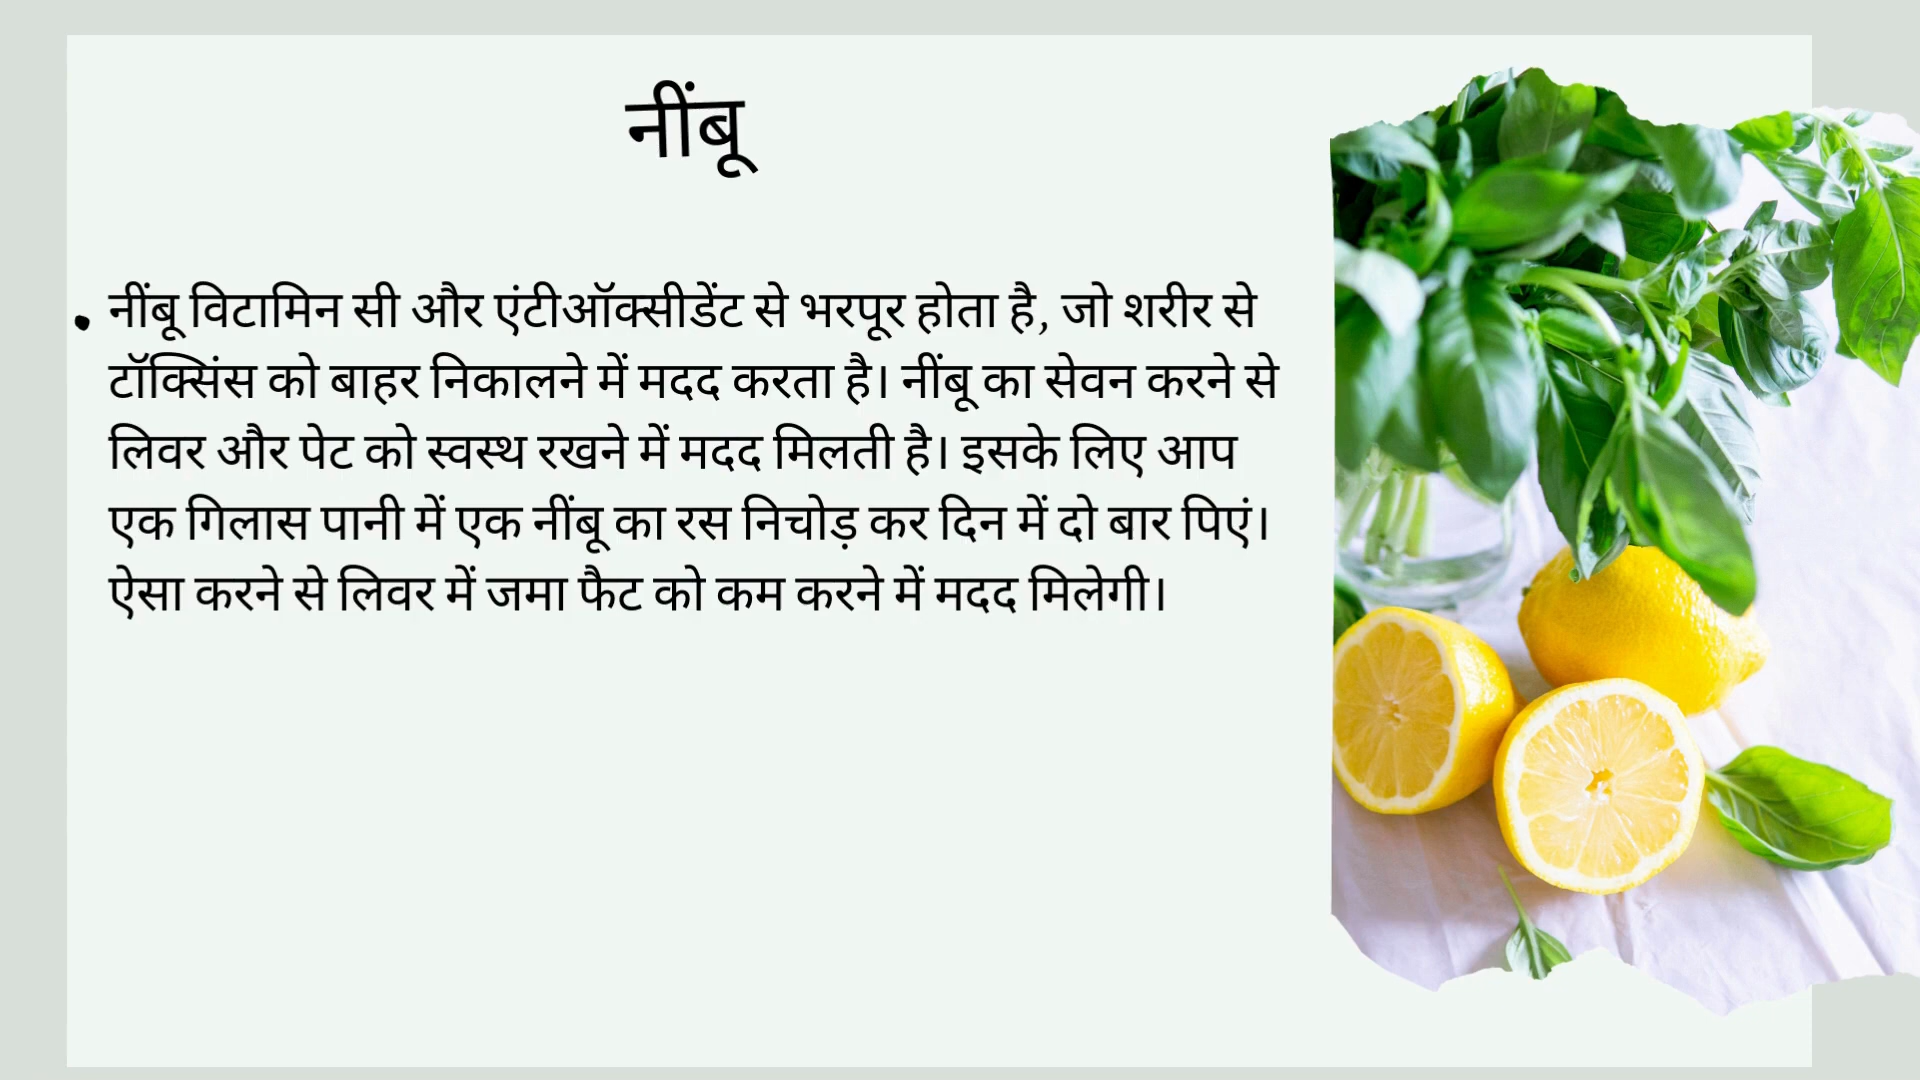 नींबू
• नींबू विटामिन सी और एंटीऑक्सीडेंट से भरपूर होता है, जो शरीर से
टॉक्सिंस को बाहर निकालने में मदद करता है। नींबू का सेवन करने से
लिवर और पेट को स्वस्थ रखने में मदद मिलती है। इसके लिए आप
एक गिलास पानी में एक नींबू का रस निचोड़ कर दिन में दो बार पिएं।
ऐसा करने से लिवर में जमा फैट को कम करने में मदद मिलेगी।